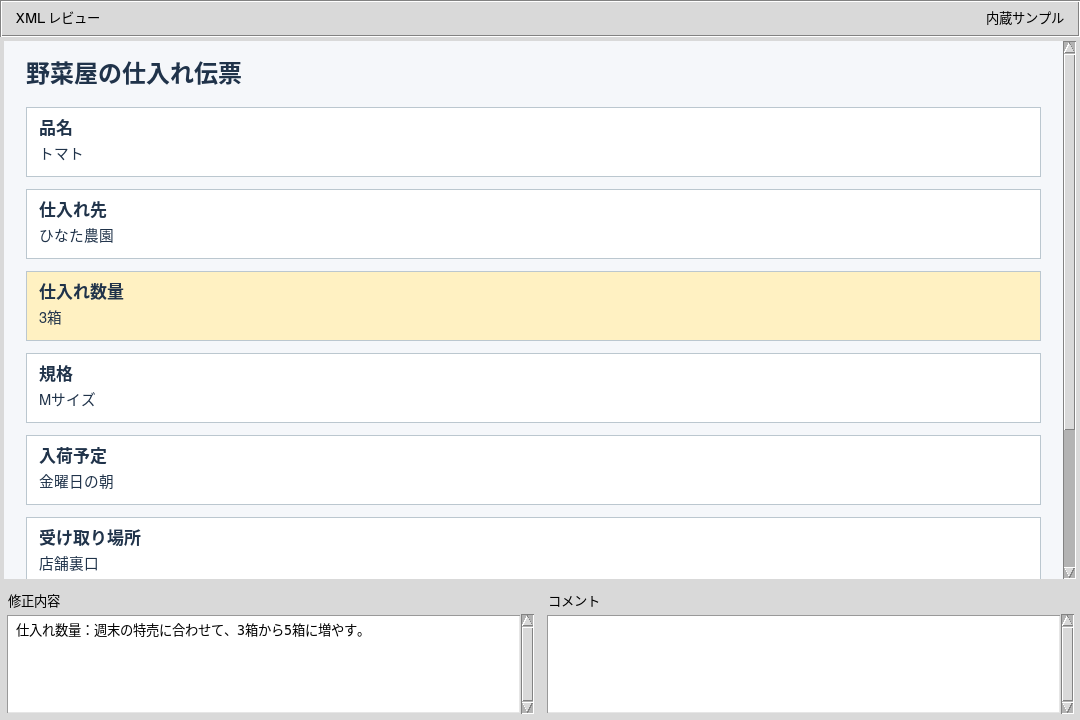 XML レビュー
内蔵サンプル
野菜屋の仕入れ伝票
品名
トマト
仕入れ先
ひなた農園
仕入れ数量
3箱
規格
Mサイズ
入荷予定
金曜日の朝
受け取り場所
店舗裏口
修正内容
仕入れ数量：週末の特売に合わせて、3箱から5箱に増やす。
コメント